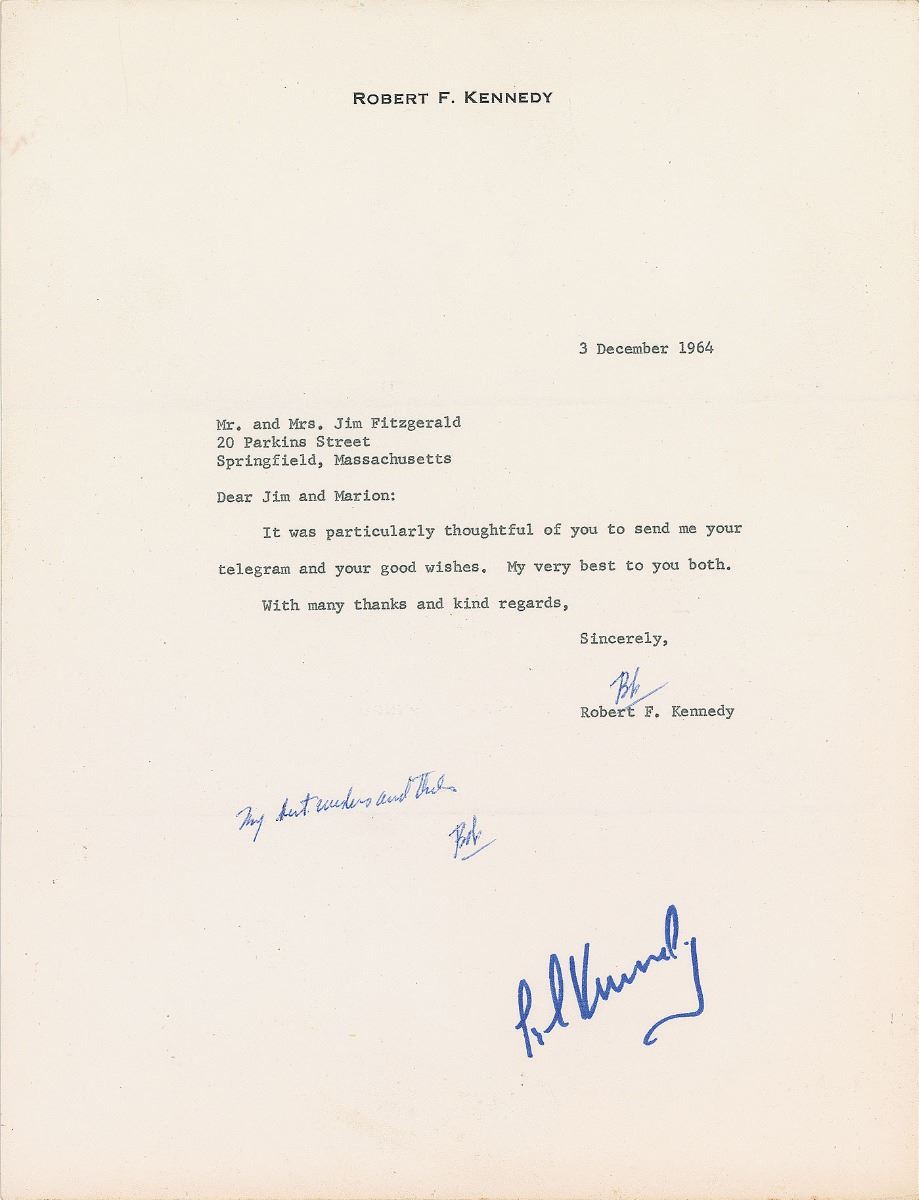 ROBERT F. KENNEDY
3 December 1964
Mr. and Mrs. Jim Fitzgerald
20 Parkins Street
Springfield, Massachusetts
Dear Jim and Marion:
It was particularly thoughtful of you to send me your
telegram and your good wishes. My very best to you both.
With many thanks and kind regards,
Sincerely,
Bob
Robert F. Kennedy
My best wishes and
Bob
Kennedy